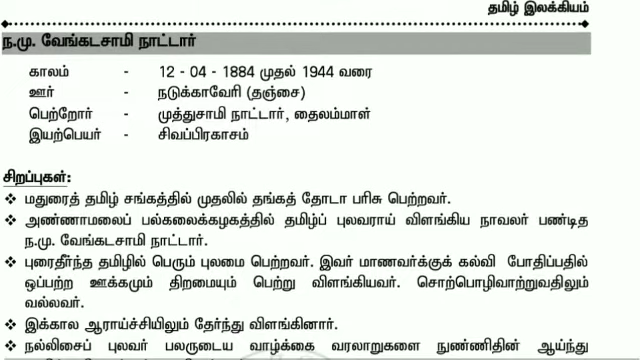 தமிழ் இலக்கியம்
ந.மு. வேங்கடசாமி நாட்டார்
காலம் - 12 - 04 - 1884 முதல் 1944 வரை
ஊர் - நடுக்காவேரி (தஞ்சை)
பெற்றோர் - முத்துசாமி நாட்டார், தைலம்மாள்
இயற்பெயர் - சிவப்பிரகாசம்
சிறப்புகள்:
❖ மதுரைத் தமிழ் சங்கத்தில் முதலில் தங்கத் தோடா பரிசு பெற்றவர்.
❖ அண்ணாமலைப் பல்கலைக்கழகத்தில் தமிழ்ப் புலவராய் விளங்கிய நாவலர் பண்டித
ந.மு. வேங்கடசாமி நாட்டார்.
❖ புரைதீர்ந்த தமிழில் பெரும் புலமை பெற்றவர். இவர் மாணவர்க்குக் கல்வி போதிப்பதில்
ஒப்பற்ற ஊக்கமும் திறமையும் பெற்று விளங்கியவர். சொற்பொழிவாற்றுவதிலும்
வல்லவர்.
❖ இக்கால ஆராய்ச்சியிலும் தேர்ந்து விளங்கினார்.
❖ நல்லிசைப் புலவர் பலருடைய வாழ்க்கை வரலாறுகளை நுண்ணிதின் ஆய்ந்து